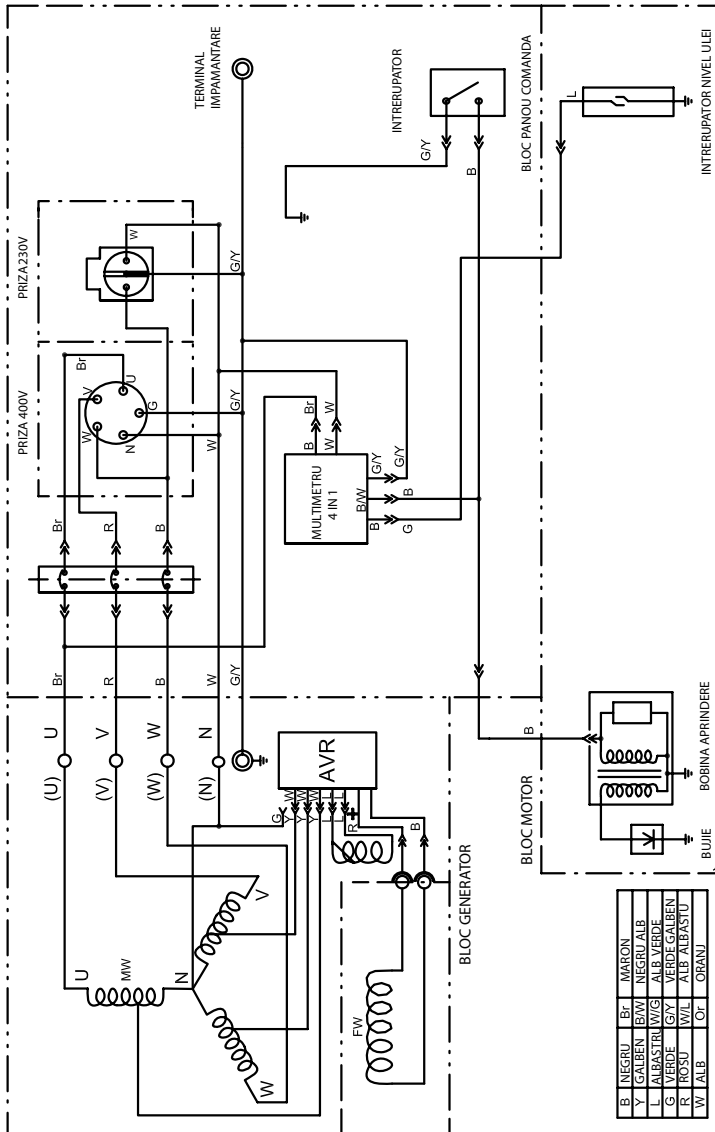 TERMINAL
IMPAMANTARE
INTRERUPATOR
BLOC PANOU COMANDA
INTRERUPATOR NIVEL ULEI
L
G/Y
B
PRIZA 230V
W
G/Y
PRIZA 400V
Br
U
V
W
G
N
G/Y
W
Br
R
B
Br
R
B
W
G/Y
MULTIMETRU
4 IN 1
B
Br
W
W
G/Y
G/Y
B/W
B
B
G
U
(U)
V
(V)
W
(W)
N
(N)
AVR
G
Y
W
Y
W
Y
W
L
L
L
L
+
R
B
U
MW
N
V
W
FW
BLOC GENERATOR
BLOC MOTOR
B
BOBINA APRINDERE
BUJIE
B NEGRU Br MARON
Y GALBEN B/W NEGRU ALB
L ALBASTRU W/G ALB VERDE
G VERDE G/Y VERDE GALBEN
R ROSU W/L ALB ALBASTU
W ALB Or ORANJ